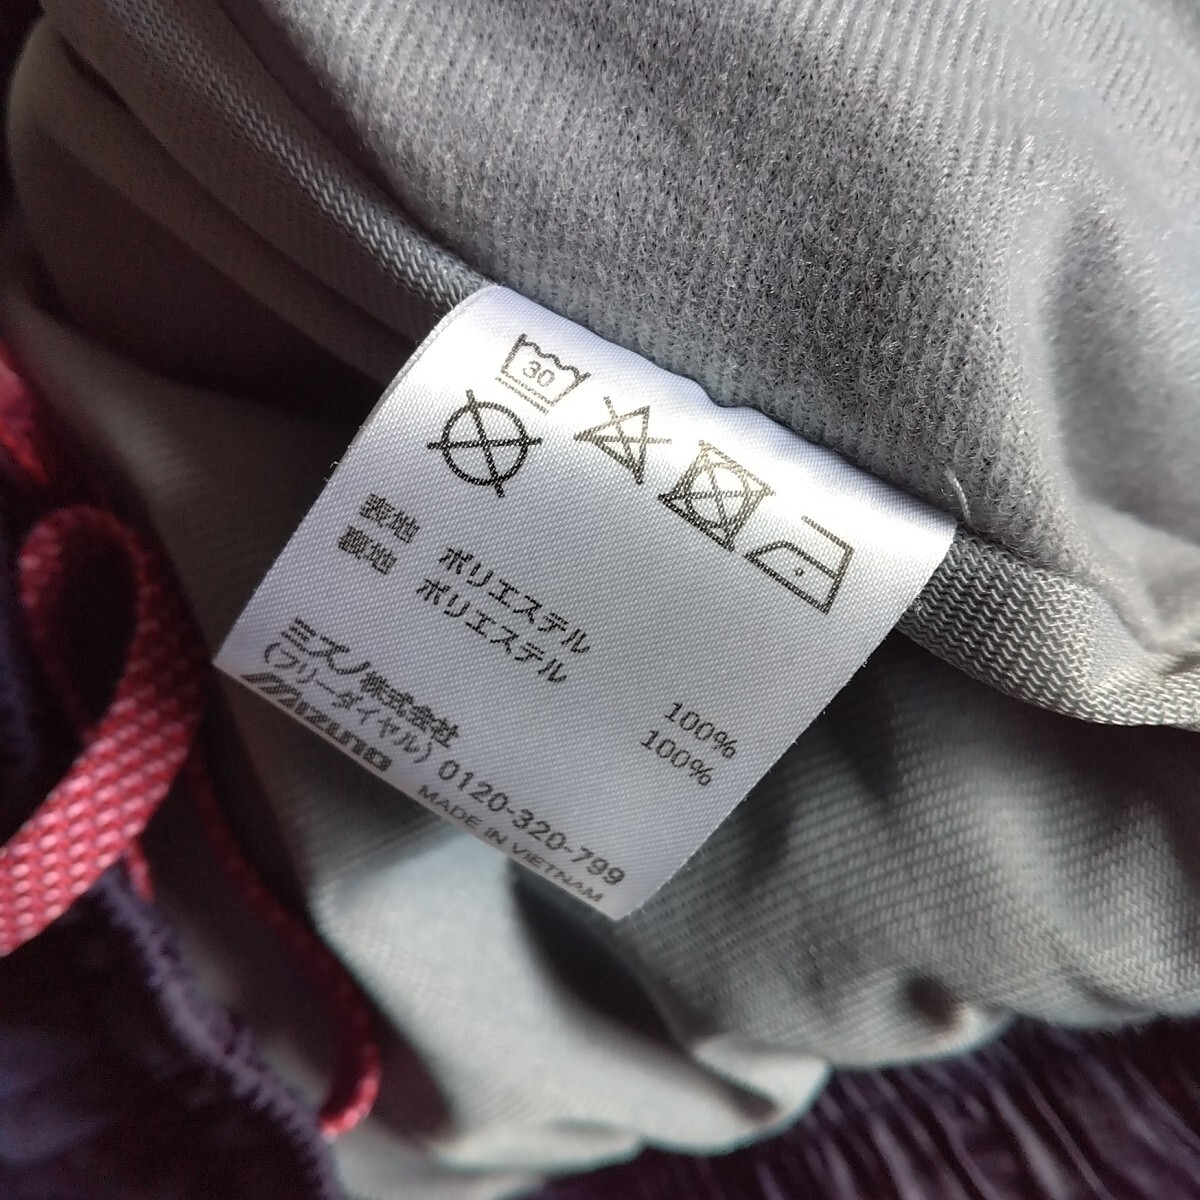 30
表地 ポリエステル 100%
裏地 ポリエステル 100%
ミズノ株式会社
(フリーダイヤル) 0120-320-799
MIZUNO MADE IN VIETNAM